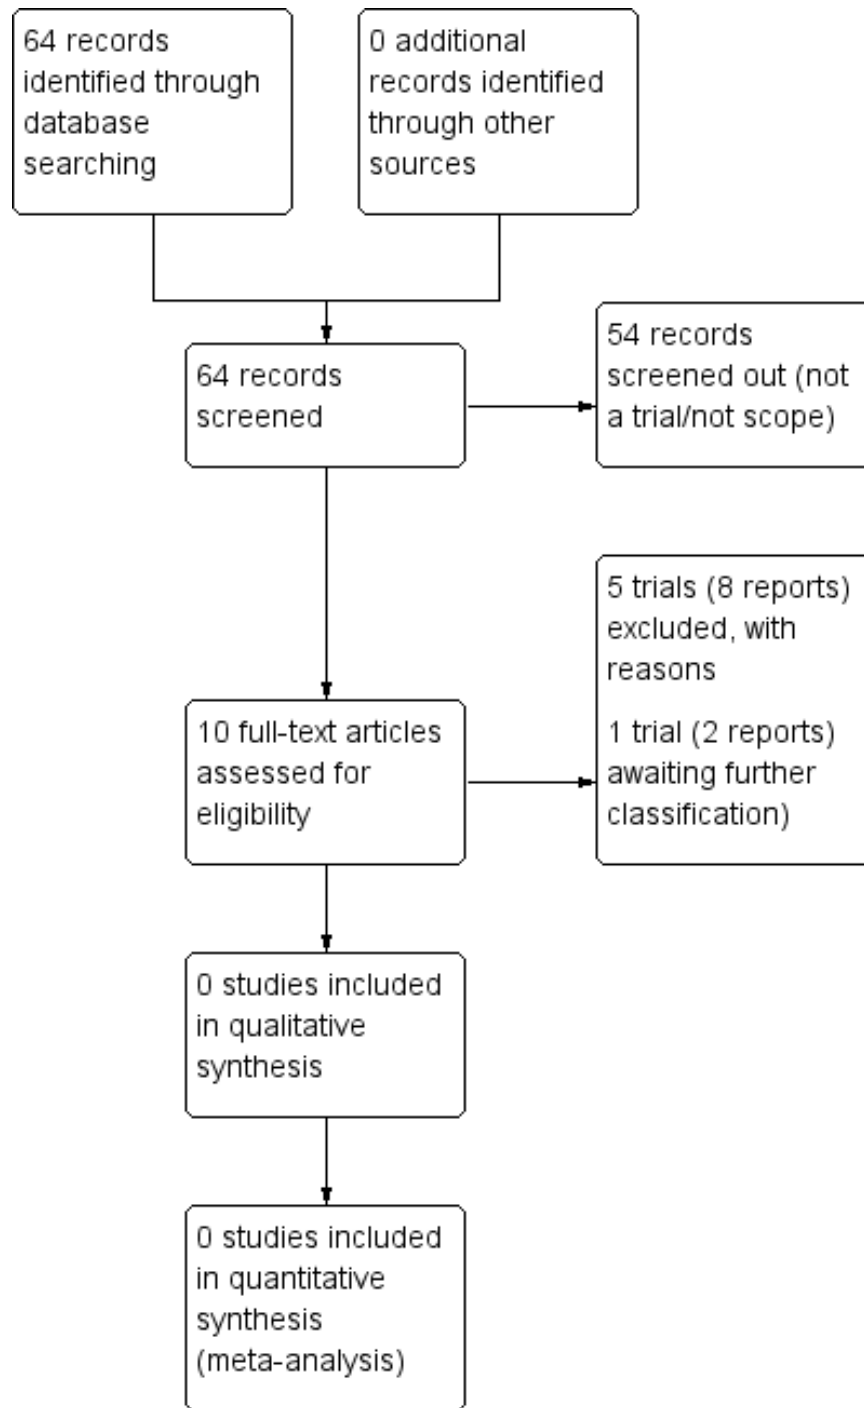 64 records
identified through
database
searching
0 additional
records identified
through other
sources
64 records
screened
54 records
screened out (not
a trial/not scope)
10 full-text articles
assessed for
eligibility
5 trials (8 reports)
excluded, with
reasons
1 trial (2 reports)
awaiting further
classification)
0 studies included
in qualitative
synthesis
0 studies included
in quantitative
synthesis
(meta-analysis)